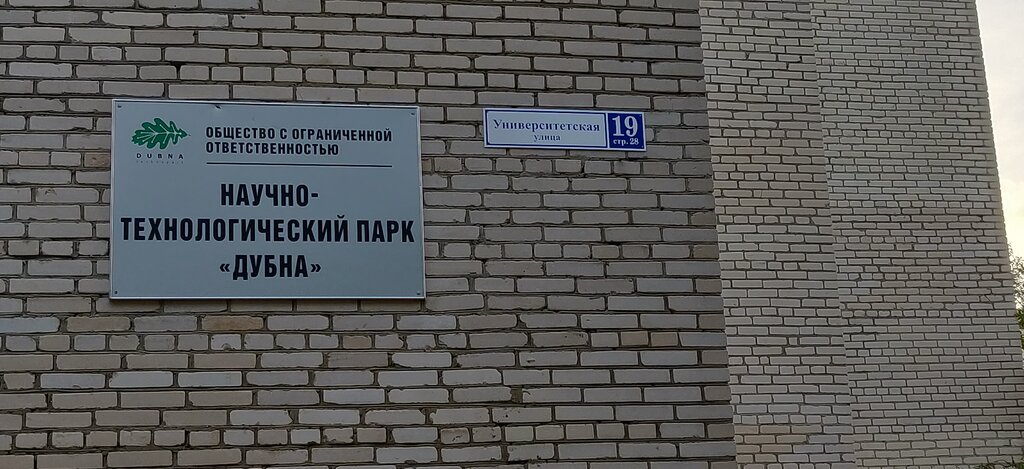 DUBNA
ОБЩЕСТВО С ОГРАНИЧЕННОЙ
ОТВЕТСТВЕННОСТЬЮ
НАУЧНО-
ТЕХНОЛОГИЧЕСКИЙ ПАРК
«ДУБНА»
Университетская
улица
19
стр. 28